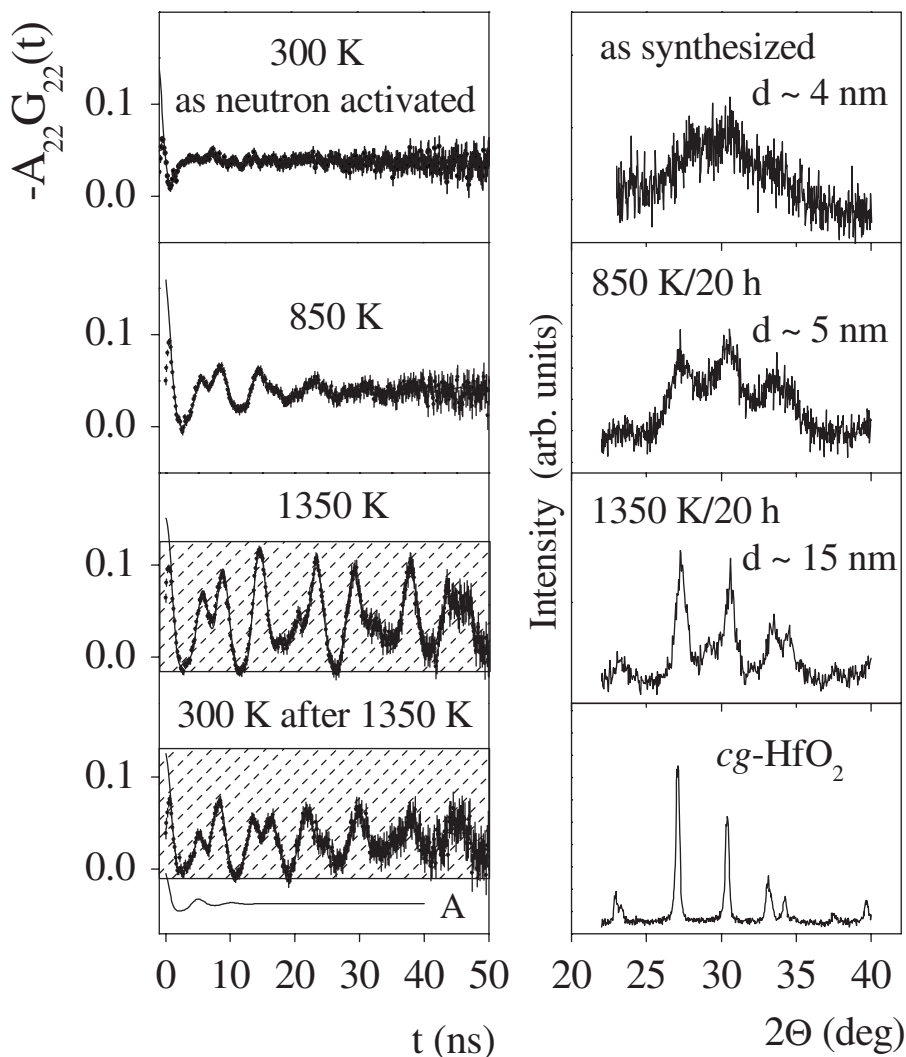 -A22G22(t)
300 K
as neutron activated
0.1
0.0
850 K
0.1
0.0
1350 K
0.1
0.0
300 K after 1350 K
0.1
0.0
A
0 10 20 30 40 50
t (ns)
Intensity (arb. units)
as synthesized
d ~ 4 nm
850 K/20 h
d ~ 5 nm
1350 K/20 h
d ~ 15 nm
cg-HfO2
20 25 30 35 40
2Θ (deg)